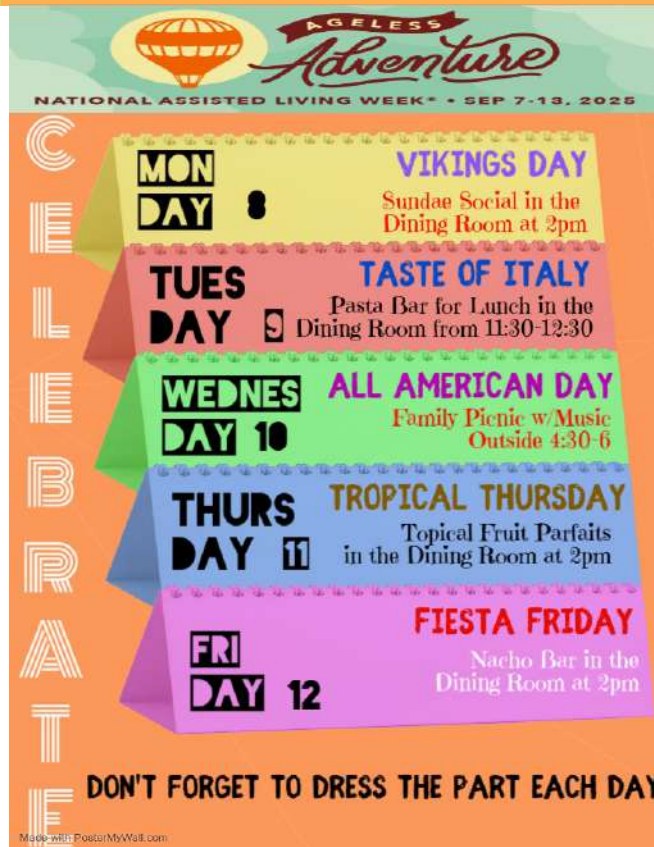 AGELESS
Adventure
NATIONAL ASSISTED LIVING WEEK® • SEP 7-13, 2025
CELEBRATE
MON
DAY 8
VIKINGS DAY
Sundae Social in the
Dining Room at 2pm
TUES
DAY 9
TASTE OF ITALY
Pasta Bar for Lunch in the
Dining Room from 11:30-12:30
WEDNES
DAY 10
ALL AMERICAN DAY
Family Picnic w/Music
Outside 4:30-6
THURS
DAY 11
TROPICAL THURSDAY
Topical Fruit Parfaits
in the Dining Room at 2pm
FRI
DAY 12
FIESTA FRIDAY
Nacho Bar in the
Dining Room at 2pm
DON'T FORGET TO DRESS THE PART EACH DAY
Made with PosterMyWall.com